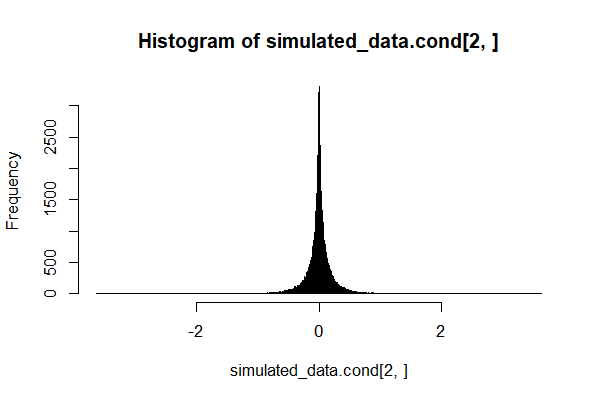 Histogram of simulated_data.cond[2, ]
Frequency
2500
1500
500
0
-2 0 2
simulated_data.cond[2, ]